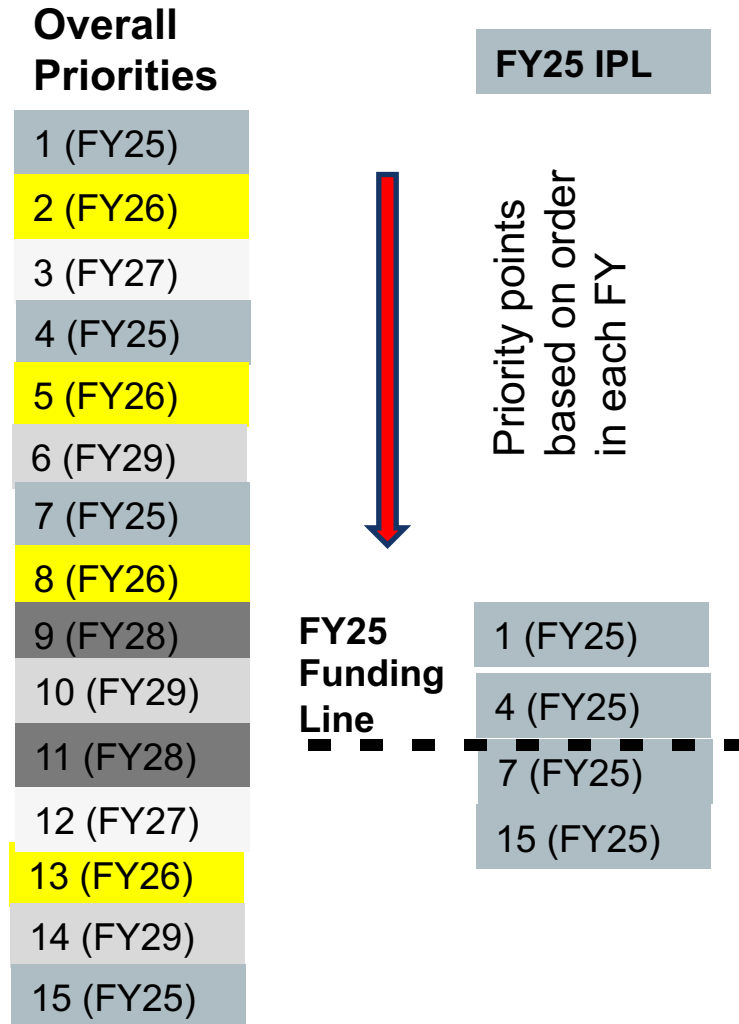 Overall
Priorities
1 (FY25)
2 (FY26)
3 (FY27)
4 (FY25)
5 (FY26)
6 (FY29)
7 (FY25)
8 (FY26)
9 (FY28)
10 (FY29)
11 (FY28)
12 (FY27)
13 (FY26)
14 (FY29)
15 (FY25)
FY25 IPL
Priority points
based on order
in each FY
FY25
Funding
Line
1 (FY25)
4 (FY25)
7 (FY25)
15 (FY25)